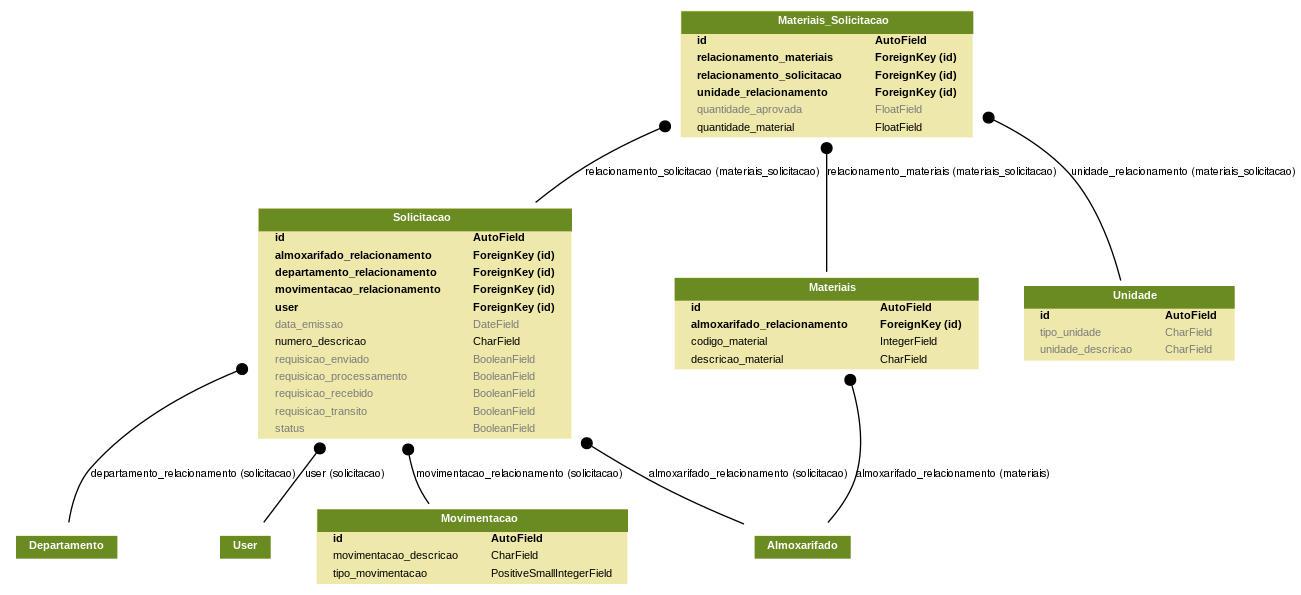 Materiais_Solicitacao
id AutoField
relacionamento_materiais ForeignKey (id)
relacionamento_solicitacao ForeignKey (id)
unidade_relacionamento ForeignKey (id)
quantidade_aprovada FloatField
quantidade_material FloatField
relacionamento_solicitacao (materiais_solicitacao)
relacionamento_materiais (materiais_solicitacao)
unidade_relacionamento (materiais_solicitacao)
Solicitacao
id AutoField
almoxarifado_relacionamento ForeignKey (id)
departamento_relacionamento ForeignKey (id)
movimentacao_relacionamento ForeignKey (id)
user ForeignKey (id)
data_emissao DateField
numero_descricao CharField
requisicao_enviado BooleanField
requisicao_processamento BooleanField
requisicao_recebido BooleanField
requisicao_transito BooleanField
status BooleanField
Materiais
id AutoField
almoxarifado_relacionamento ForeignKey (id)
codigo_material IntegerField
descricao_material CharField
Unidade
id AutoField
tipo_unidade CharField
unidade_descricao CharField
departamento_relacionamento (solicitacao)
user (solicitacao)
movimentacao_relacionamento (solicitacao)
almoxarifado_relacionamento (solicitacao)
almoxarifado_relacionamento (materiais)
Departamento
User
Movimentacao
id AutoField
movimentacao_descricao CharField
tipo_movimentacao PositiveSmallIntegerField
Almoxarifado